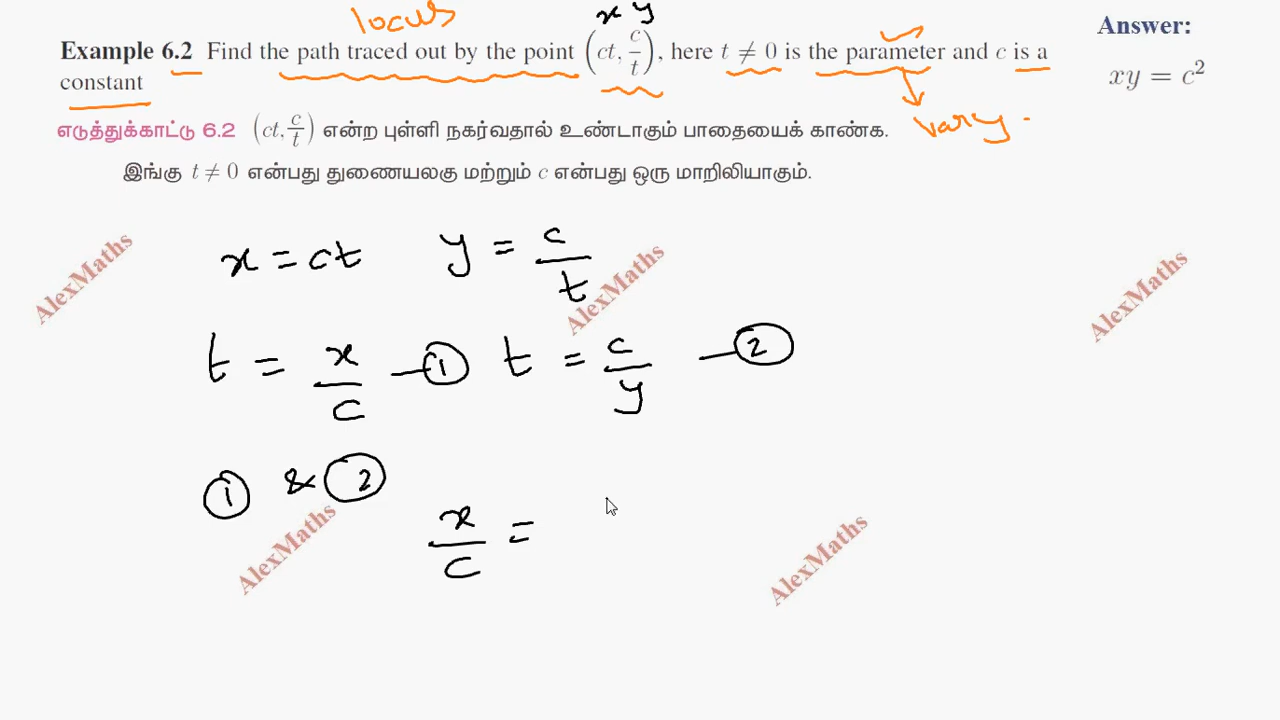 locus
x y
Answer:
Example 6.2 Find the path traced out by the point (ct, c/t), here t ≠ 0 is the parameter and c is a
constant
xy = c²
vary.
எடுத்துக்காட்டு 6.2 (ct, c/t) என்ற புள்ளி நகர்வதால் உண்டாகும் பாதையைக் காண்க.
இங்கு t ≠ 0 என்பது துணையலகு மற்றும் c என்பது ஒரு மாறிலியாகும்.
x = ct y = c/t
AlexMaths AlexMaths AlexMaths
t = x/c — ① t = c/y — ②
① & ②
x/c =
AlexMaths AlexMaths